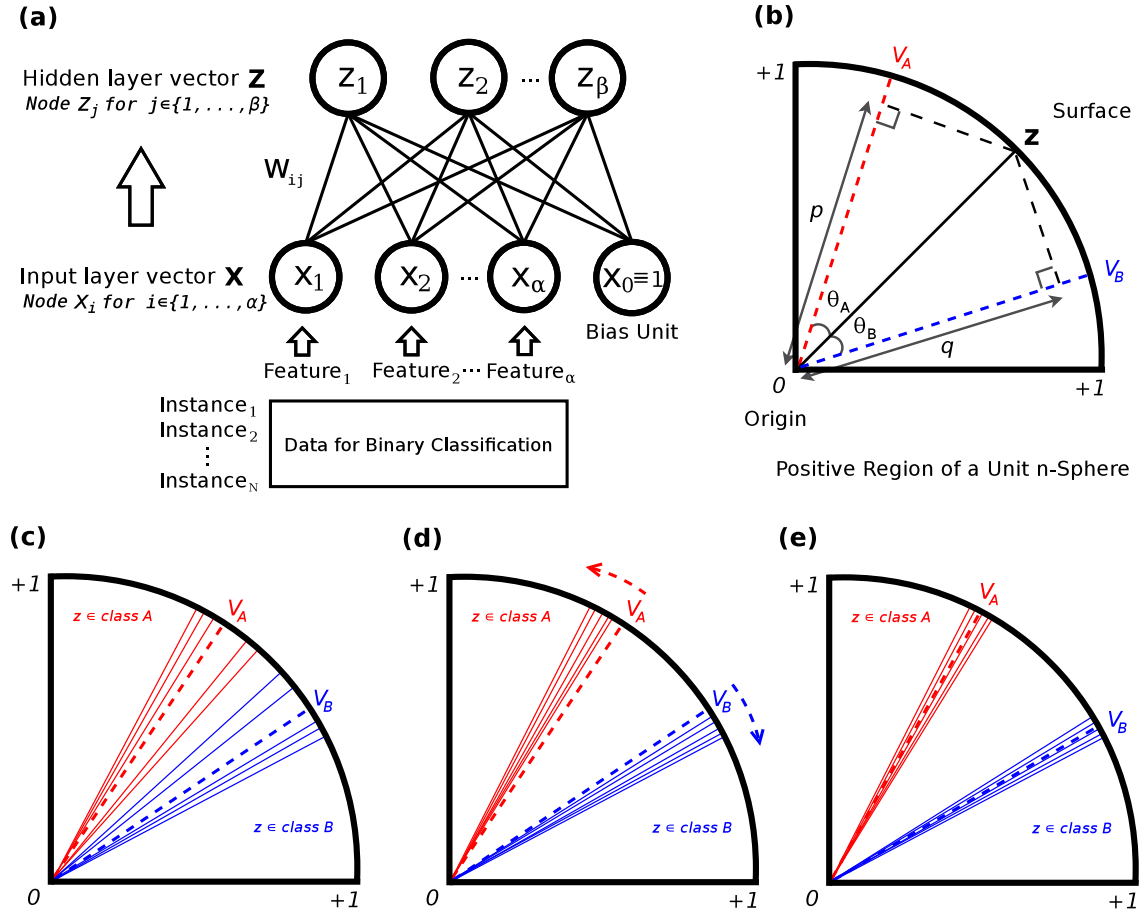 (a)
Hidden layer vector Z
Node Zj for j∈{1,...,β}
z1 z2 ... zβ
Wij
Input layer vector X
Node Xi for i∈{1,...,α}
x1 x2 ... xα x0≡1
Bias Unit
Feature1 Feature2 ... Featureα
Instance1
Instance2
⋮
InstanceN
Data for Binary Classification
(b)
+1
VA
Surface
z
p
VB
θA
θB
q
0
+1
Origin
Positive Region of a Unit n-Sphere
(c)
+1
z ∈ class A
VA
VB
z ∈ class B
0
+1
(d)
+1
z ∈ class A
VA
VB
z ∈ class B
0
+1
(e)
+1
z ∈ class A
VA
VB
z ∈ class B
0
+1